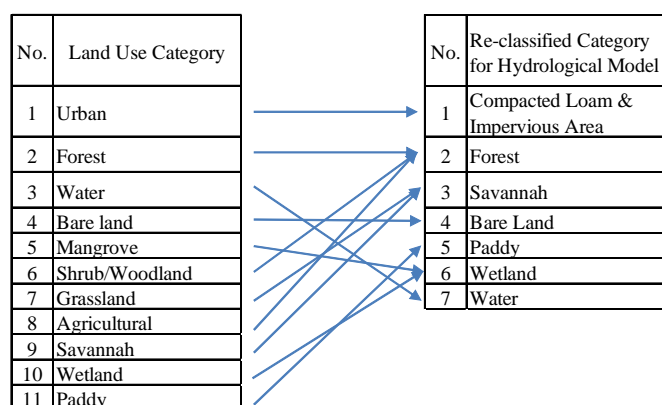 No. Land Use Category
1 Urban
2 Forest
3 Water
4 Bare land
5 Mangrove
6 Shrub/Woodland
7 Grassland
8 Agricultural
9 Savannah
10 Wetland
11 Paddy
No. Re-classified Category
for Hydrological Model
1 Compacted Loam &
Impervious Area
2 Forest
3 Savannah
4 Bare Land
5 Paddy
6 Wetland
7 Water